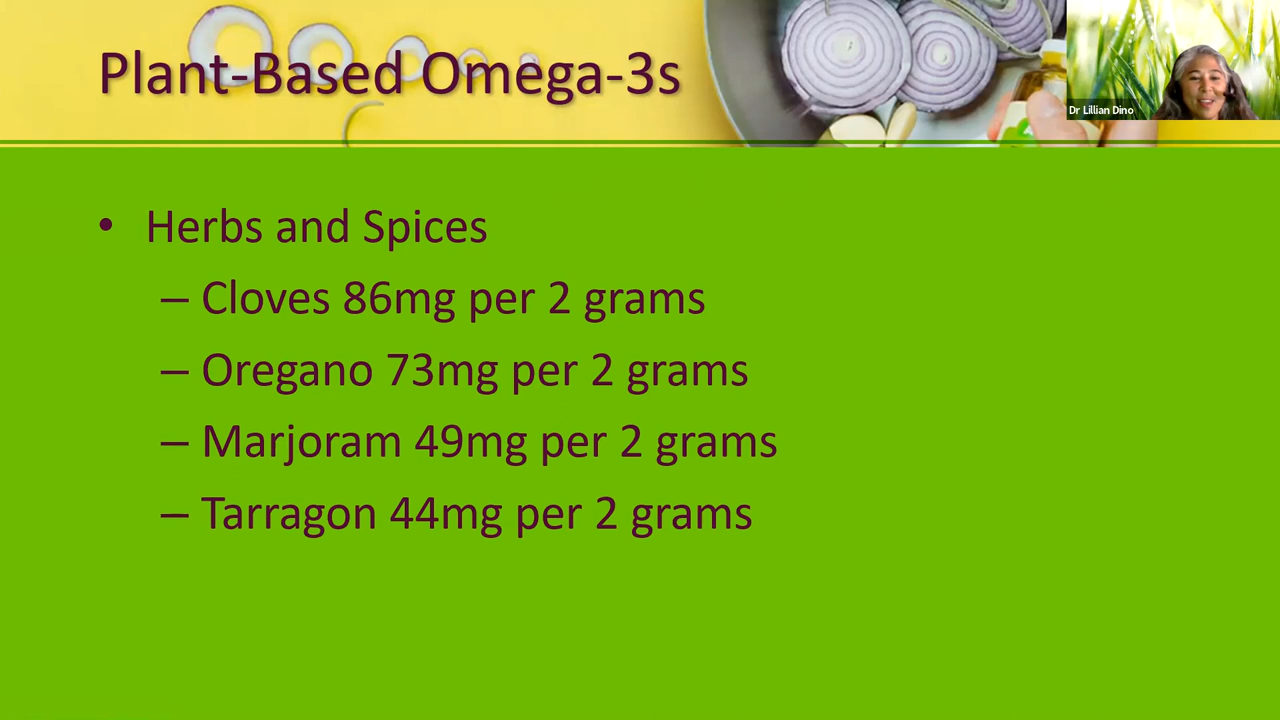 Plant-Based Omega-3s
Dr Lillian Dino
• Herbs and Spices
– Cloves 86mg per 2 grams
– Oregano 73mg per 2 grams
– Marjoram 49mg per 2 grams
– Tarragon 44mg per 2 grams